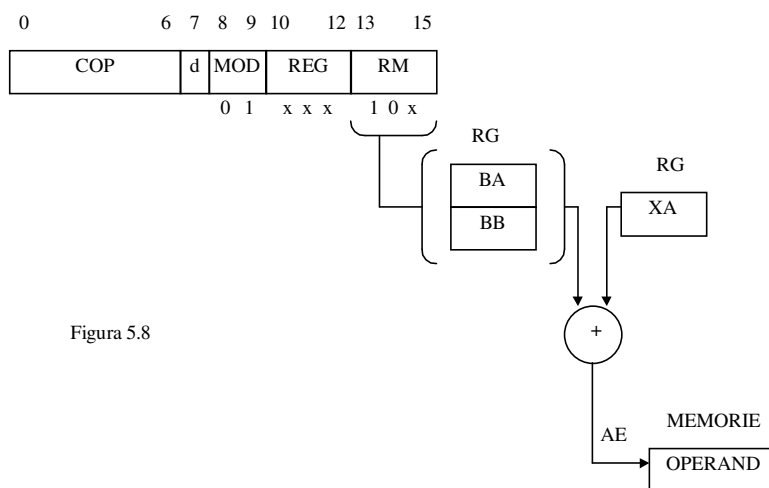 0 6 7 8 9 10 12 13 15
COP d MOD REG RM
0 1 x x x 1 0 x
RG
BA
BB
RG
XA
+
Figura 5.8
AE
MEMORIE
OPERAND